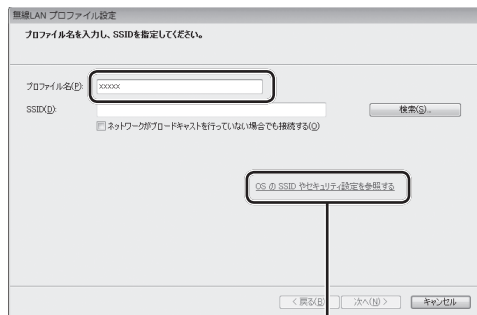 無線LAN プロファイル設定
プロファイル名を入力し、SSIDを指定してください。
プロファイル名(P): xxxxx
SSID(D): 検索(S)...
ネットワークがブロードキャストを行っていない場合でも接続する(O)
OS の SSID やセキュリティ設定を参照する
< 戻る(B) 次へ(N) > キャンセル